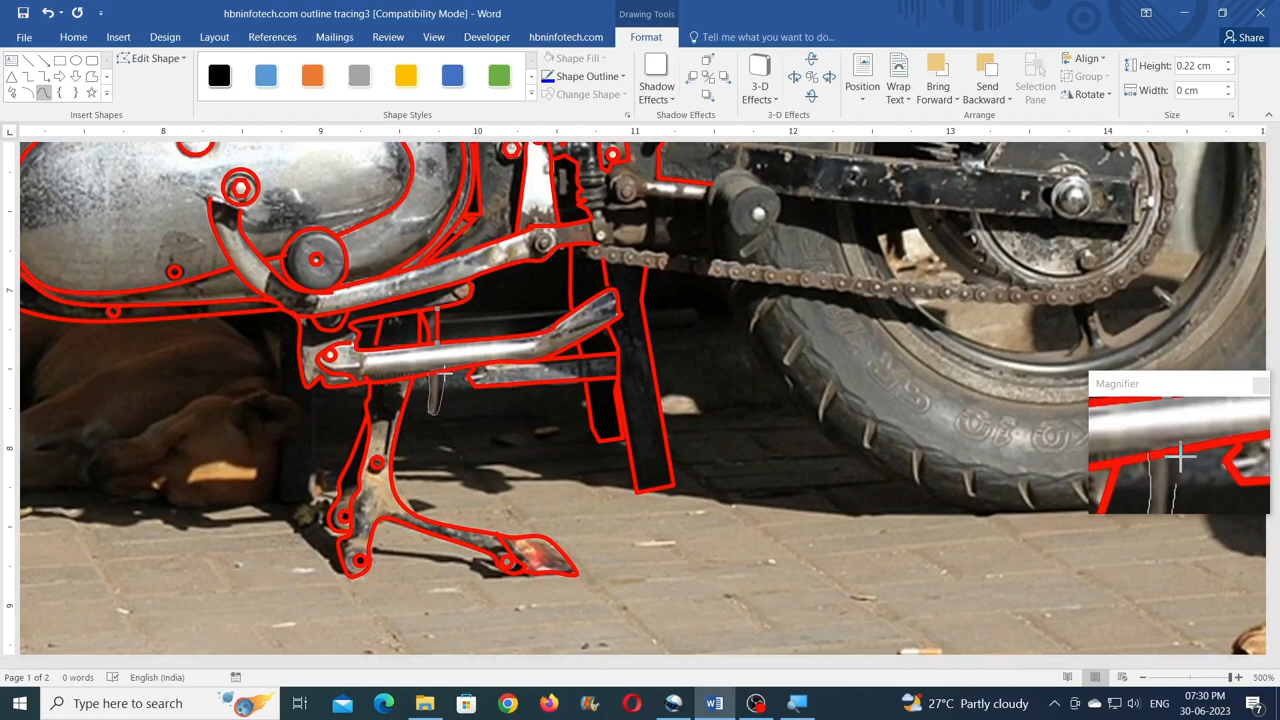 hbninfotech.com outline tracing3 [Compatibility Mode] - Word
Drawing Tools
File
Home
Insert
Design
Layout
References
Mailings
Review
View
Developer
hbninfotech.com
Format
Tell me what you want to do...
Share
Edit Shape
Shape Fill
Shape Outline
Change Shape
Shadow Effects
3-D Effects
Position
Wrap Text
Bring Forward
Send Backward
Selection Pane
Align
Group
Rotate
Height: 0.22 cm
Width: 0 cm
Insert Shapes
Shape Styles
Shadow Effects
3-D Effects
Arrange
Size
8 9 10 11 12 13 14 1
7
8
9
Magnifier
Page 1 of 2
0 words
English (India)
500%
Type here to search
27°C Partly cloudy
ENG
07:30 PM
30-06-2023
7